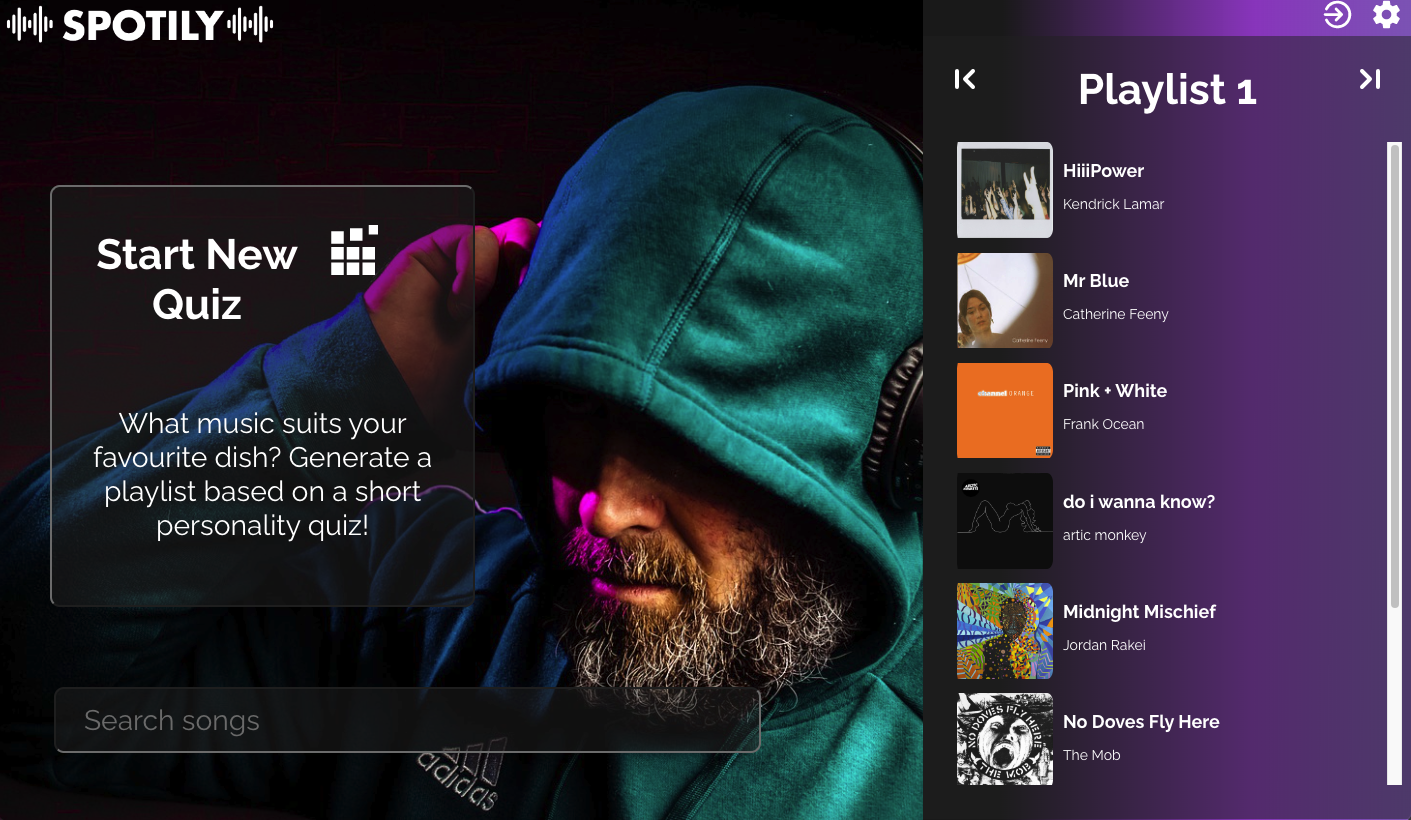 SPOTILY
Start New
Quiz
What music suits your
favourite dish? Generate a
playlist based on a short
personality quiz!
Search songs
adidas
Playlist 1
HiiiPower
Kendrick Lamar
Mr Blue
Catherine Feeny
Catherine Feeny
Pink + White
Frank Ocean
channel ORANGE
do i wanna know?
artic monkey
Midnight Mischief
Jordan Rakei
No Doves Fly Here
The Mob
NO DOVES FLY HERE
THE MOB